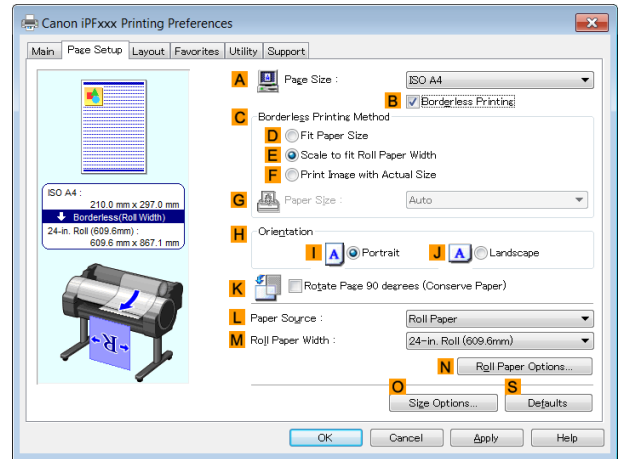 Canon iPFxxx Printing Preferences
Main Page Setup Layout Favorites Utility Support
A Page Size : ISO A4
B Borderless Printing
C Borderless Printing Method
D Fit Paper Size
E Scale to fit Roll Paper Width
F Print Image with Actual Size
G Paper Size : Auto
ISO A4 :
210.0 mm x 297.0 mm
Borderless(Roll Width)
24-in. Roll (609.6mm) :
609.6 mm x 867.1 mm
H Orientation
I A Portrait J A Landscape
K Rotate Page 90 degrees (Conserve Paper)
L Paper Source : Roll Paper
M Roll Paper Width : 24-in. Roll (609.6mm)
R
N Roll Paper Options...
O S
Size Options... Defaults
OK Cancel Apply Help